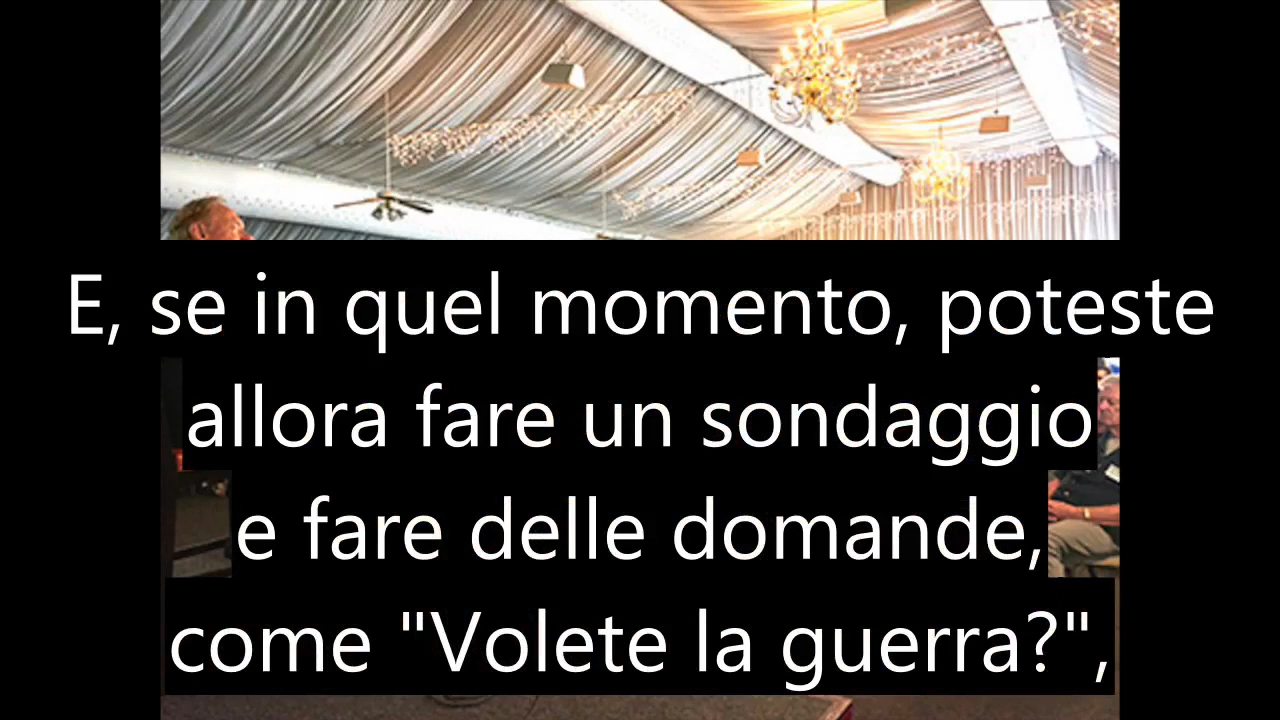 E, se in quel momento, poteste
allora fare un sondaggio
e fare delle domande,
come "Volete la guerra?",